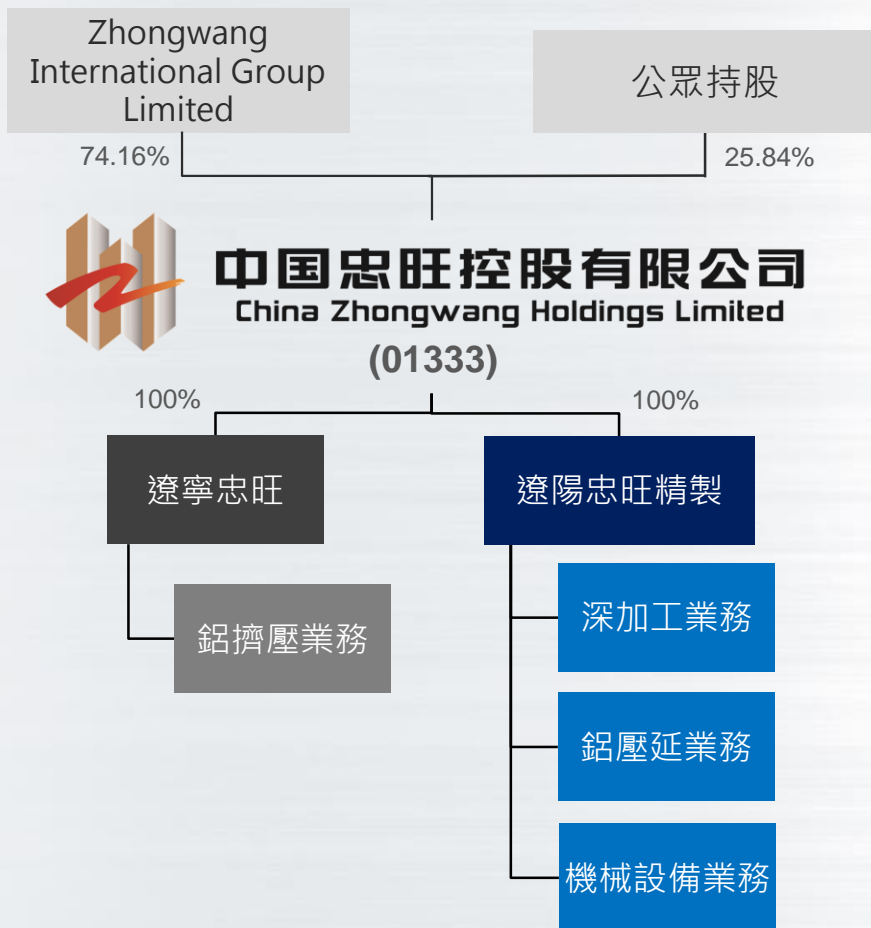 Zhongwang
International Group
Limited
公眾持股
74.16%
25.84%
中国忠旺控股有限公司
China Zhongwang Holdings Limited
(01333)
100%
100%
遼寧忠旺
遼陽忠旺精製
鋁擠壓業務
深加工業務
鋁壓延業務
機械設備業務